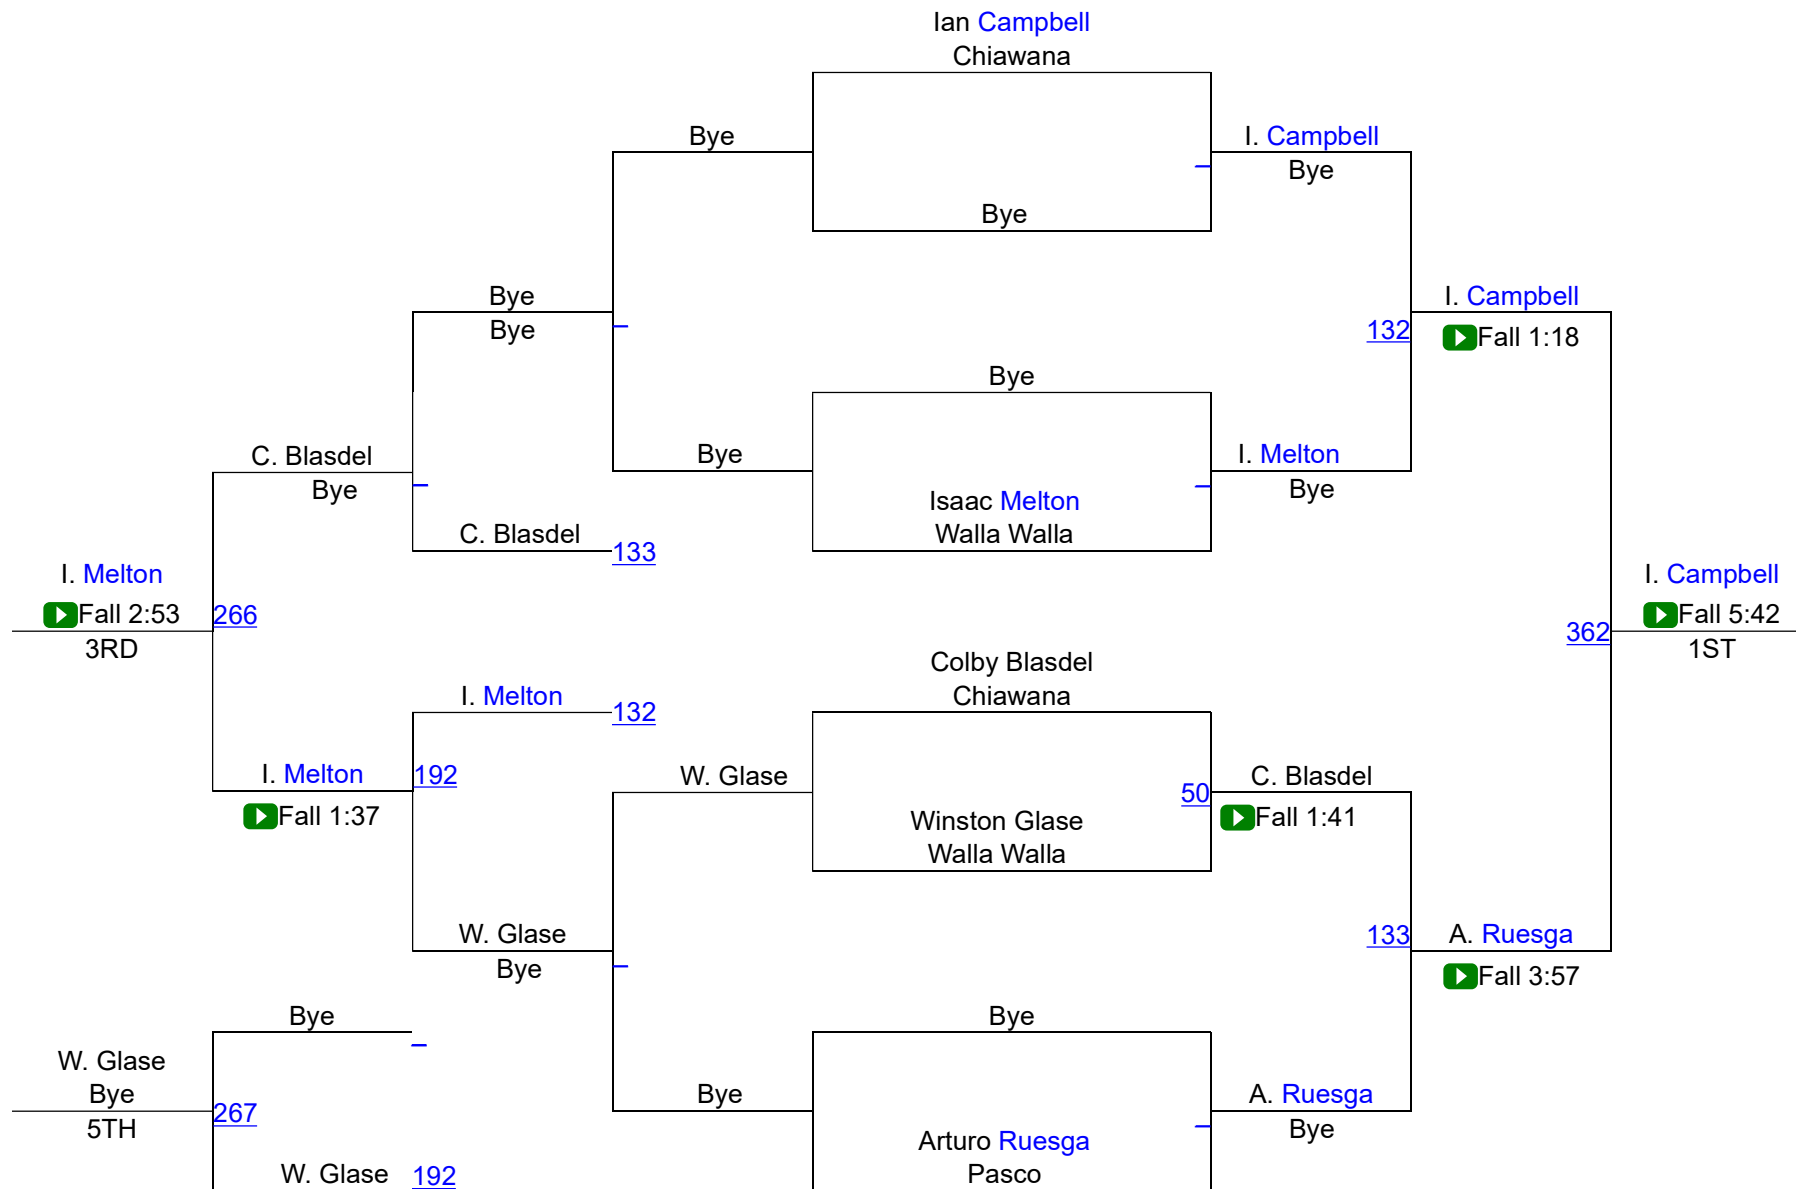 Ian Campbell
Chiawana
Bye
I. Campbell
Bye
Bye
Bye
I. Campbell
Bye
132
Fall 1:18
Bye
C. Blasdel
Bye
Bye
I. Melton
Bye
Isaac Melton
Walla Walla
C. Blasdel
133
I. Melton
Fall 2:53
266
3RD
I. Campbell
362
Fall 5:42
1ST
Colby Blasdel
Chiawana
I. Melton
132
I. Melton
192
Fall 1:37
W. Glase
50
C. Blasdel
Fall 1:41
Winston Glase
Walla Walla
W. Glase
Bye
133
A. Ruesga
Fall 3:57
Bye
Bye
W. Glase
Bye
267
5TH
Bye
A. Ruesga
Bye
Arturo Ruesga
Pasco
W. Glase
192